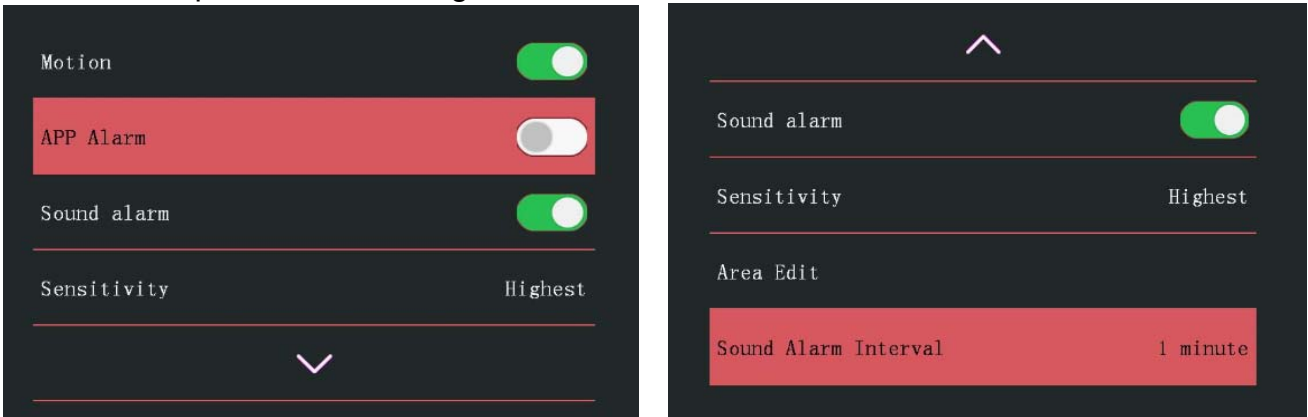 Motion
APP Alarm
Sound alarm
Sensitivity Highest
Sound alarm
Sensitivity Highest
Area Edit
Sound Alarm Interval 1 minute